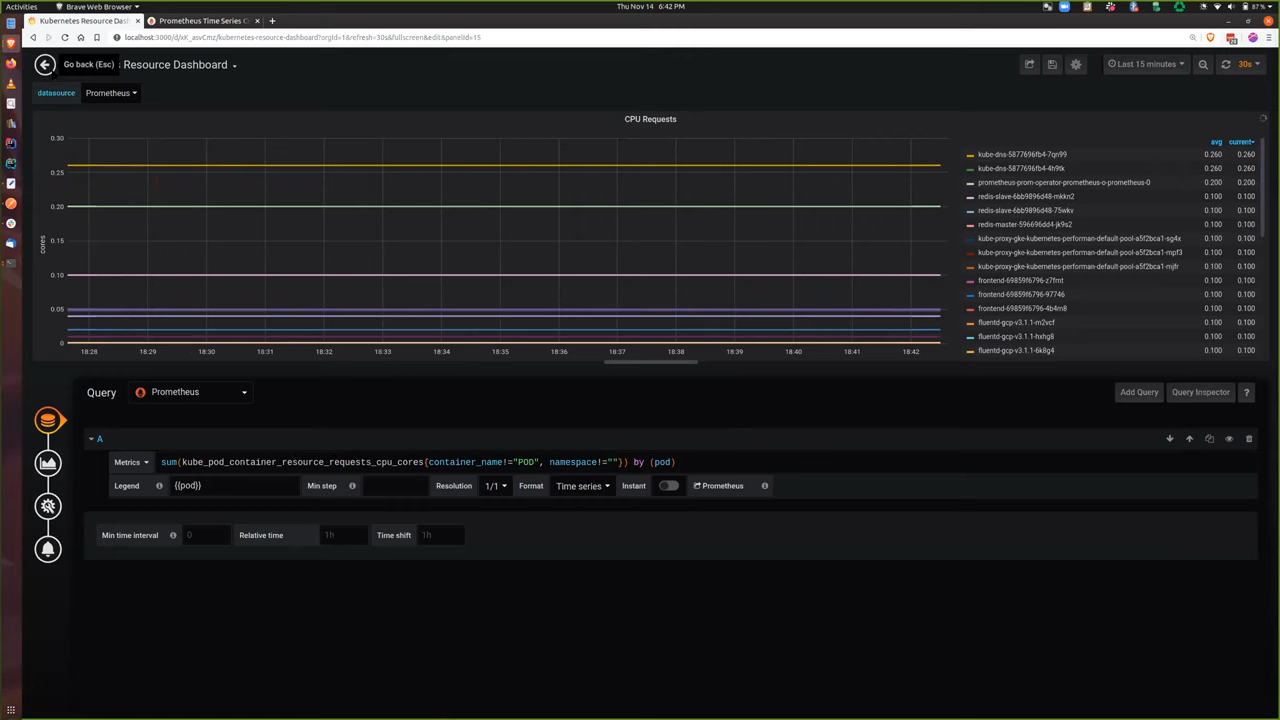 Activities
Brave Web Browser
Thu Nov 14 6:42 PM
87 %
Kubernetes Resource Das
Prometheus Time Series C
localhost:3000/d/xK_asvCmz/kubernetes-resource-dashboard?orgId=1&refresh=30s&fullscreen&edit&panelId=15
Go back (Esc)
Resource Dashboard
Last 15 minutes
30s
datasource
Prometheus
CPU Requests
cores
0.30
0.25
0.20
0.15
0.10
0.05
0
18:28
18:29
18:30
18:31
18:32
18:33
18:34
18:35
18:36
18:37
18:38
18:39
18:40
18:41
18:42
avg current
kube-dns-5877696fb4-7qn99 0.260 0.260
kube-dns-5877696fb4-4h9tk 0.260 0.260
prometheus-prom-operator-prometheus-o-prometheus-0 0.200 0.200
redis-slave-6bb9896d48-mkkn2 0.100 0.100
redis-slave-6bb9896d48-75wkv 0.100 0.100
redis-master-596696dd4-jk9s2 0.100 0.100
kube-proxy-gke-kubernetes-performan-default-pool-a5f2bca1-sg4x 0.100 0.100
kube-proxy-gke-kubernetes-performan-default-pool-a5f2bca1-mpf3 0.100 0.100
kube-proxy-gke-kubernetes-performan-default-pool-a5f2bca1-mjfr 0.100 0.100
frontend-69859f6796-z7fmt 0.100 0.100
frontend-69859f6796-97746 0.100 0.100
frontend-69859f6796-4b4m8 0.100 0.100
fluentd-gcp-v3.1.1-m2vcf 0.100 0.100
fluentd-gcp-v3.1.1-hxhg8 0.100 0.100
fluentd-gcp-v3.1.1-6k8g4 0.100 0.100
Query
Prometheus
Add Query
Query Inspector
?
A
Metrics
sum(kube_pod_container_resource_requests_cpu_cores{container_name!="POD", namespace!=""}) by (pod)
Legend
{{pod}}
Min step
Resolution
1/1
Format
Time series
Instant
Prometheus
Min time interval
0
Relative time
1h
Time shift
1h